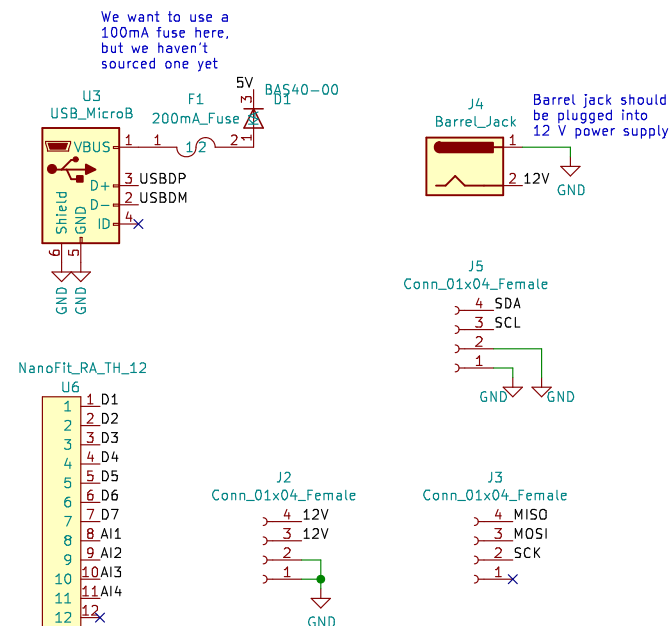 We want to use a
100mA fuse here,
but we haven't
sourced one yet
U3
USB_MicroB
VBUS 1
D+ 3 USBDP
D- 2 USBDM
ID 4
Shield
GND
6
5
GND
GND
F1
200mA_Fuse
1 1 2 2
5V
BAS40-00
D1
3
1
J4
Barrel_Jack
1
2 12V
GND
Barrel jack should
be plugged into
12 V power supply
J5
Conn_01x04_Female
4 SDA
3 SCL
2
1
GND
GND
NanoFit_RA_TH_12
U6
1 1 D1
2 2 D2
3 3 D3
4 4 D4
5 5 D5
6 6 D6
7 7 D7
8 8 AI1
9 9 AI2
10 10 AI3
11 11 AI4
12 12
J2
Conn_01x04_Female
4 12V
3 12V
2
1
GND
J3
Conn_01x04_Female
4 MISO
3 MOSI
2 SCK
1